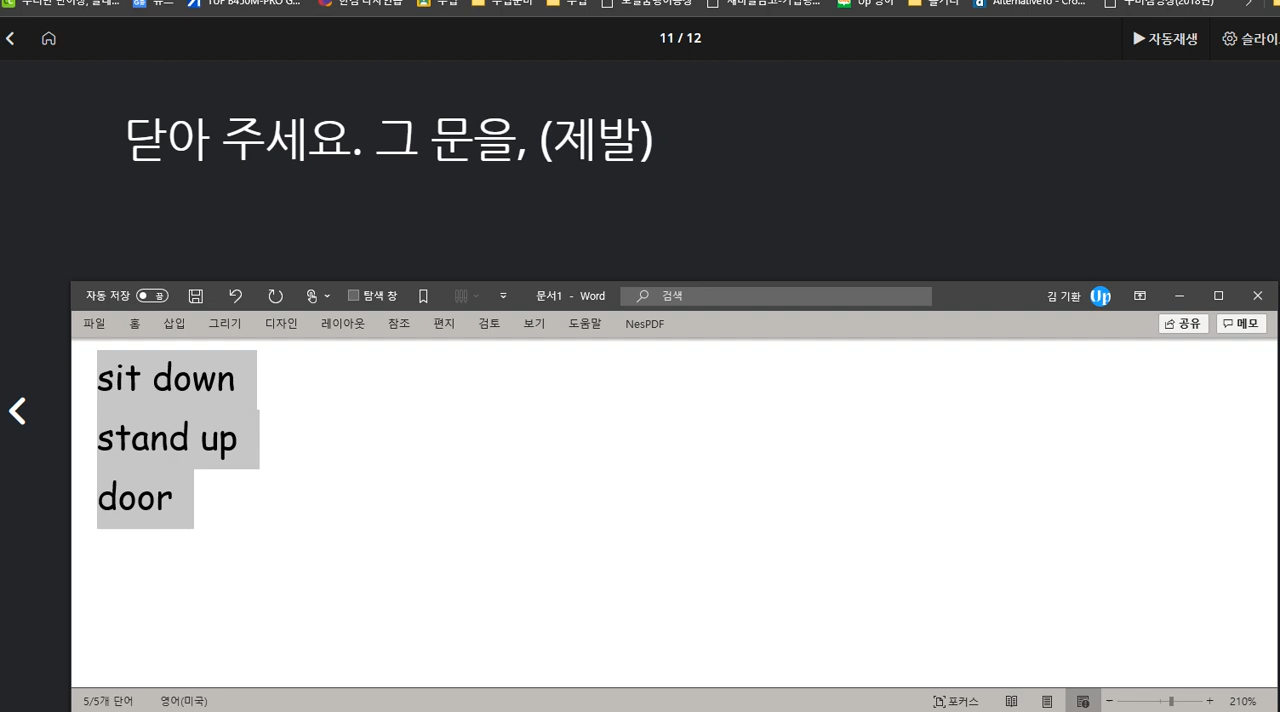 11 / 12
▶ 자동재생
닫아 주세요. 그 문을, (제발)
자동 저장 끔 탐색 창 문서1 - Word 검색 김 기환 Up
파일 홈 삽입 그리기 디자인 레이아웃 참조 편지 검토 보기 도움말 NesPDF 공유 메모
sit down
stand up
door
5/5개 단어 영어(미국) 포커스 210%